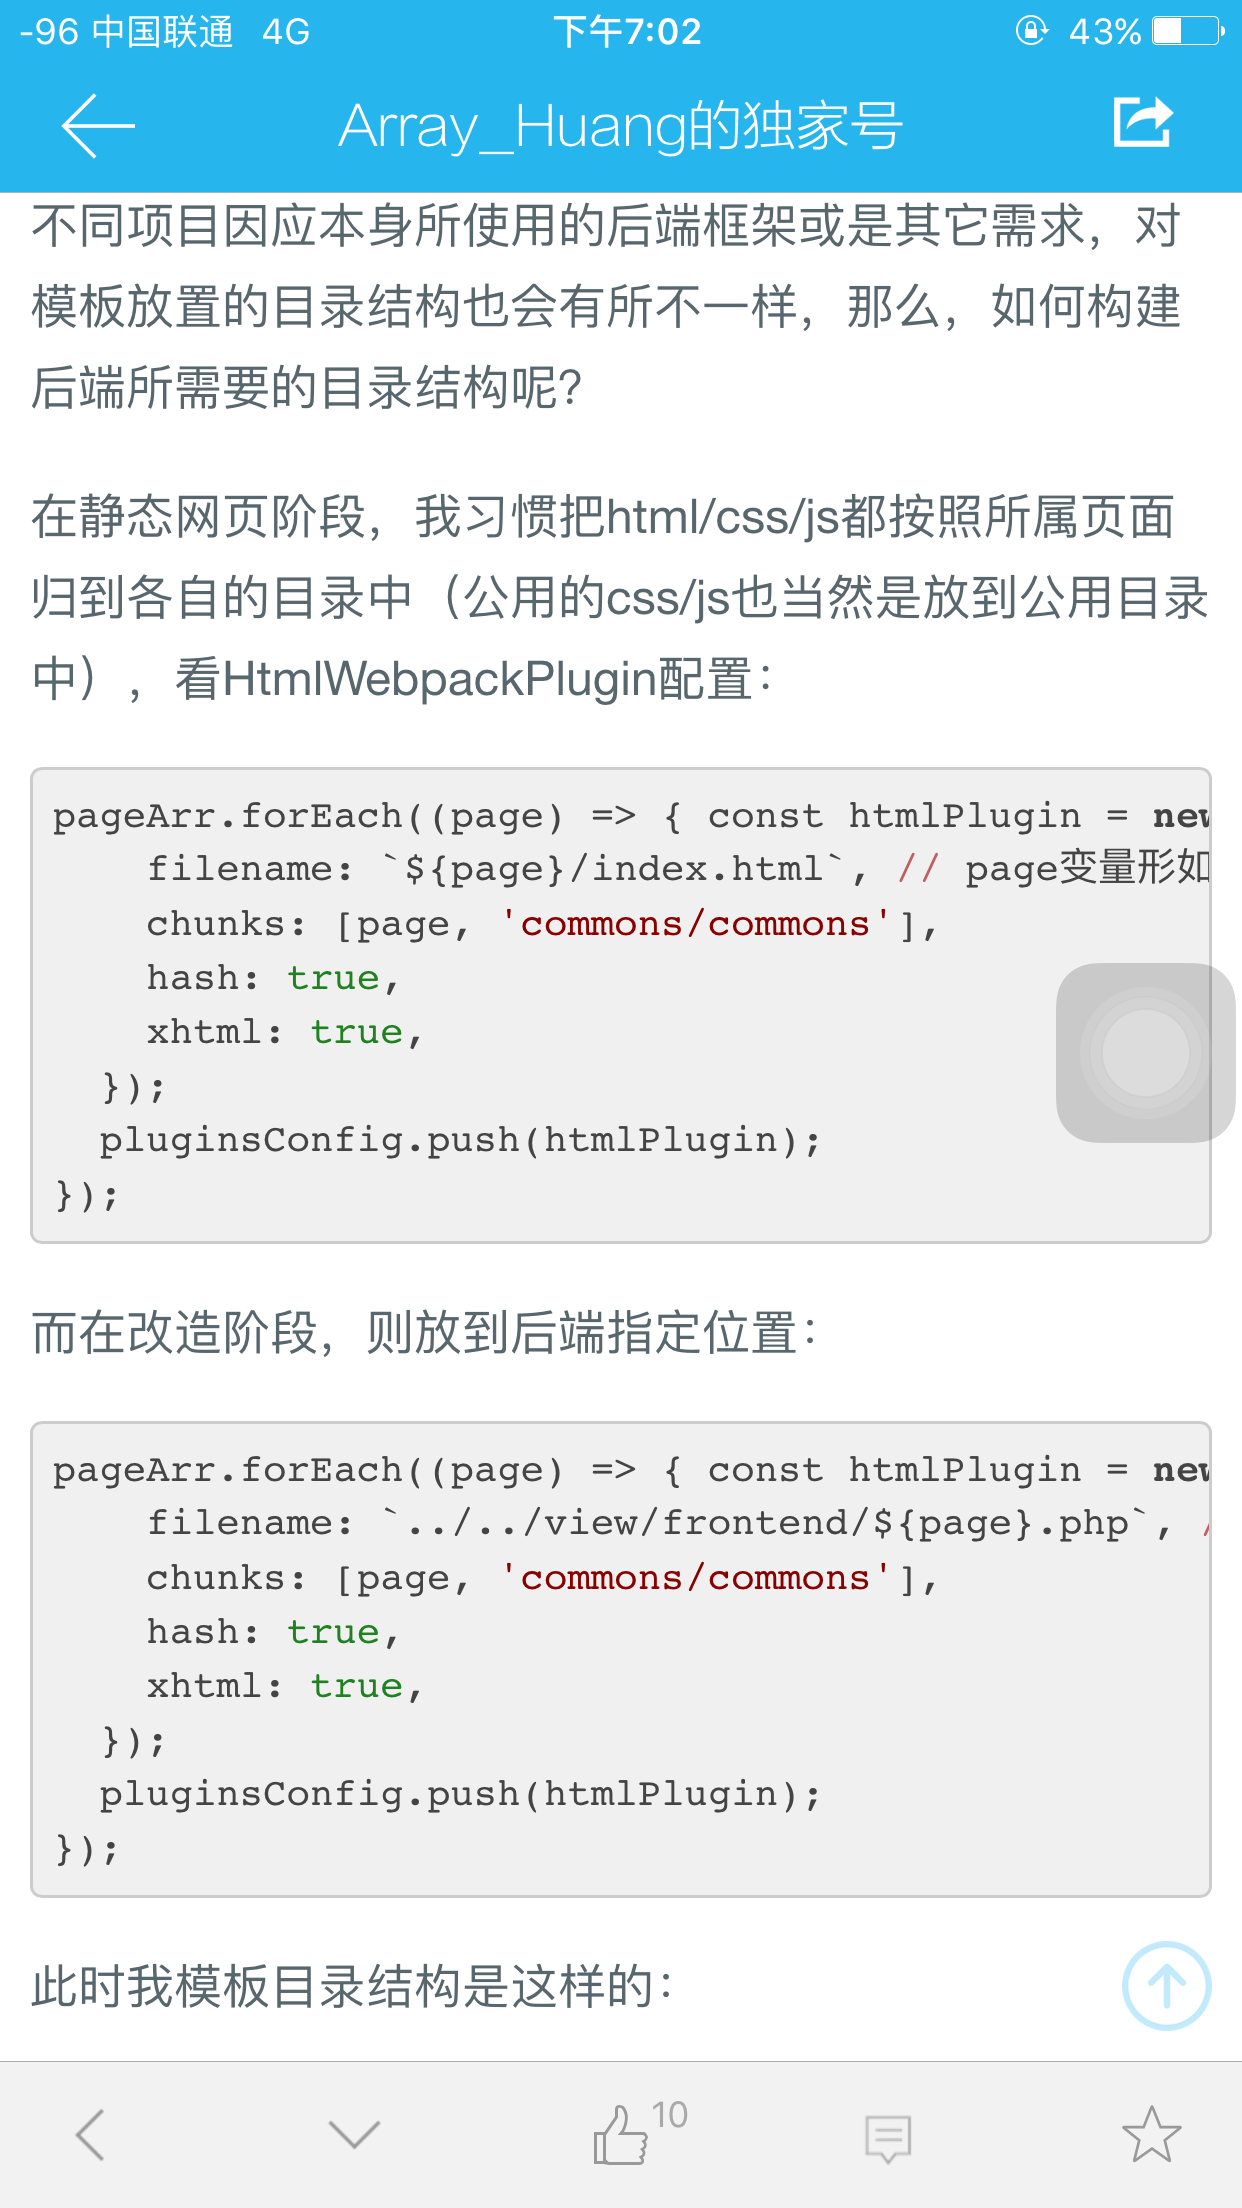 -96 中国联通 4G 下午7:02 43%
Array_Huang的独家号
不同项目因应本身所使用的后端框架或是其它需求，对
模板放置的目录结构也会有所不一样，那么，如何构建
后端所需要的目录结构呢?
在静态网页阶段，我习惯把html/css/js都按照所属页面
归到各自的目录中（公用的css/js也当然是放到公用目录
中），看HtmlWebpackPlugin配置：
pageArr.forEach((page) => { const htmlPlugin = new
filename: `${page}/index.html`, // page变量形如
chunks: [page, 'commons/commons'],
hash: true,
xhtml: true,
});
pluginsConfig.push(htmlPlugin);
});
而在改造阶段，则放到后端指定位置：
pageArr.forEach((page) => { const htmlPlugin = new
filename: `../../view/frontend/${page}.php`, /
chunks: [page, 'commons/commons'],
hash: true,
xhtml: true,
});
pluginsConfig.push(htmlPlugin);
});
此时我模板目录结构是这样的：
10